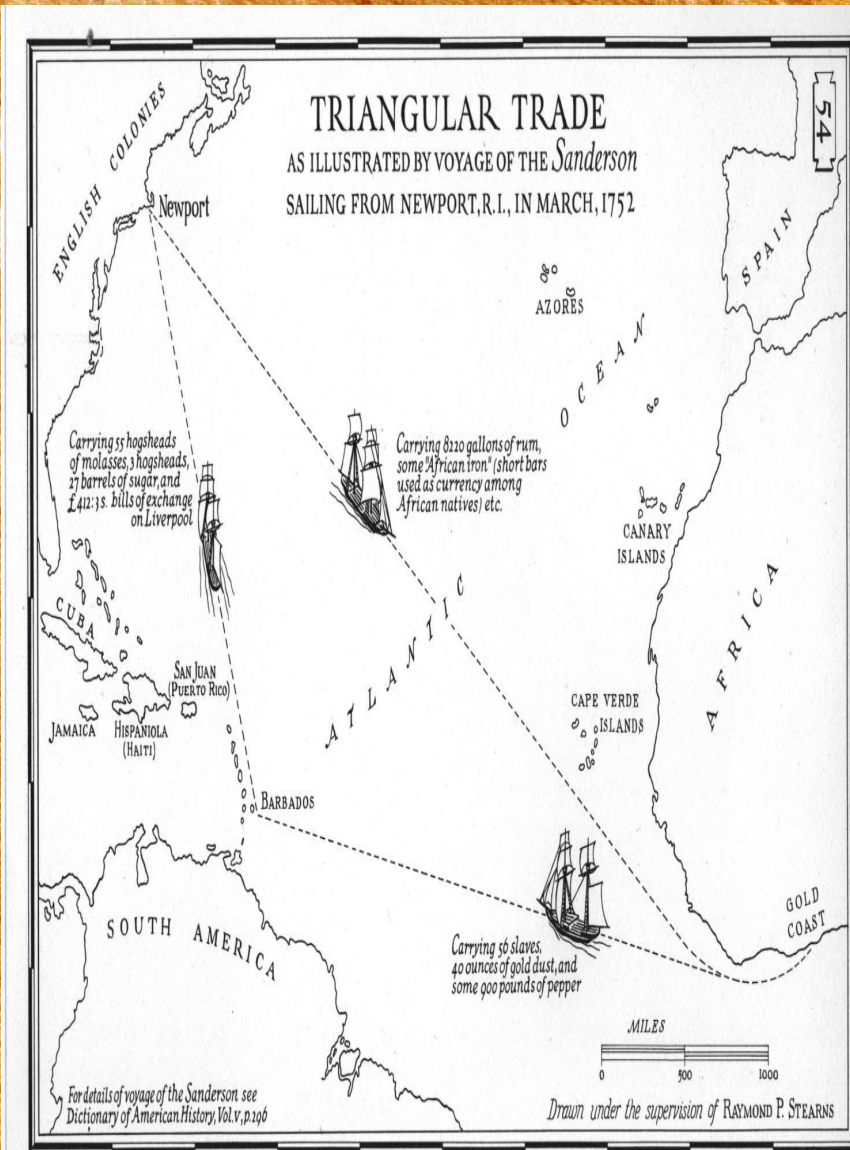 54
TRIANGULAR TRADE
AS ILLUSTRATED BY VOYAGE OF THE Sanderson
SAILING FROM NEWPORT, R.I., IN MARCH, 1752
ENGLISH COLONIES
Newport
SPAIN
AZORES
ATLANTIC OCEAN
Carrying 55 hogsheads
of molasses, 3 hogsheads,
27 barrels of sugar, and
£412:3s. bills of exchange
on Liverpool
Carrying 8220 gallons of rum,
some "African iron" (short bars
used as currency among
African natives) etc.
CANARY
ISLANDS
AFRICA
CUBA
SAN JUAN
(PUERTO RICO)
JAMAICA
HISPANIOLA
(HAITI)
CAPE VERDE
ISLANDS
BARBADOS
GOLD
COAST
SOUTH AMERICA
Carrying 56 slaves,
40 ounces of gold dust, and
some 900 pounds of pepper
MILES
0 500 1000
For details of voyage of the Sanderson see
Dictionary of American History, Vol. v, p. 296
Drawn under the supervision of RAYMOND P. STEARNS